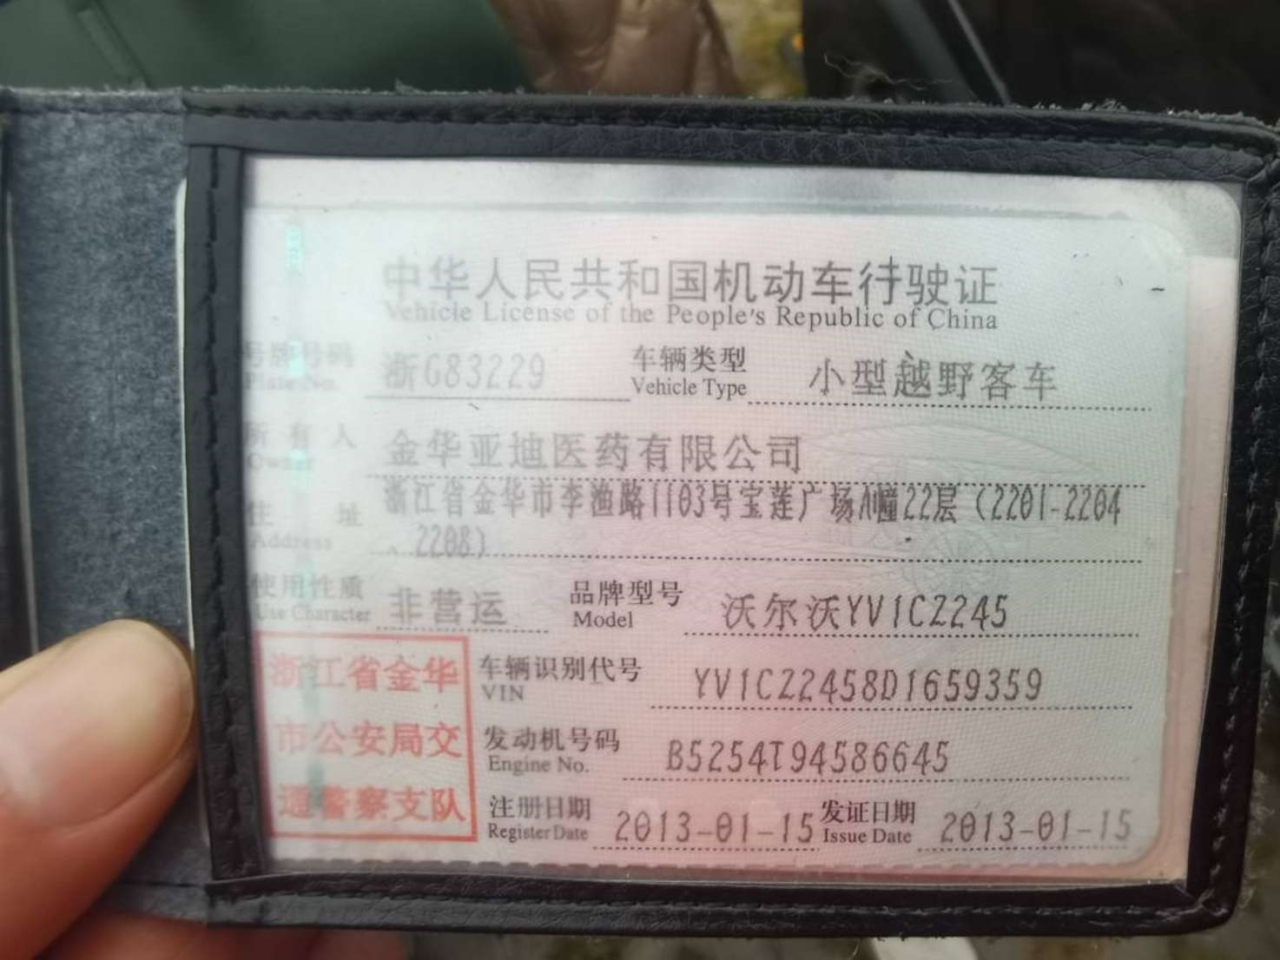 中华人民共和国机动车行驶证
Vehicle License of the People's Republic of China
号牌号码 浙G83229 车辆类型 小型越野客车
Plate No. Vehicle Type
所有人 金华亚迪医药有限公司
Owner
住址 浙江省金华市李渔路1103号宝莲广场A幢22层（2201-2204
Address 、2208）
使用性质 非营运 品牌型号 沃尔沃YV1CZ245
Use Character Model
浙江省金华
市公安局交
通警察支队
车辆识别代号 YV1CZ2458D1659359
VIN
发动机号码 B5254T94586645
Engine No.
注册日期 2013-01-15 发证日期 2013-01-15
Register Date Issue Date